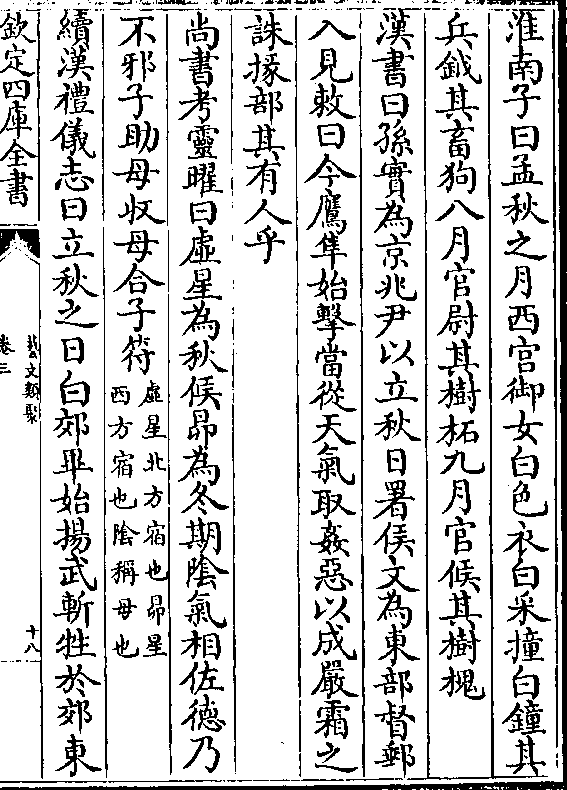 淮南子曰孟秋之月西宫御女白色衣白采撞白鐘其
兵鉞其畜狗八月官尉其樹柘九月官候其樹槐
漢書曰孫實為京兆尹以立秋日署侯文為東部督郵
入見敕曰今鷹隼始擊當從天氣取姦惡以成嚴霜之
誅掾部其有人乎
尚書考靈曜曰虛星為秋候昴為冬期陰氣相佐德乃
不邪子助母收母合子符虛星北方宿也昴星西方宿也陰稱母也
續漢禮儀志曰立秋之日白郊畢始揚武斬牲於郊東
欽定四庫全書
藝文類聚
卷三
十八